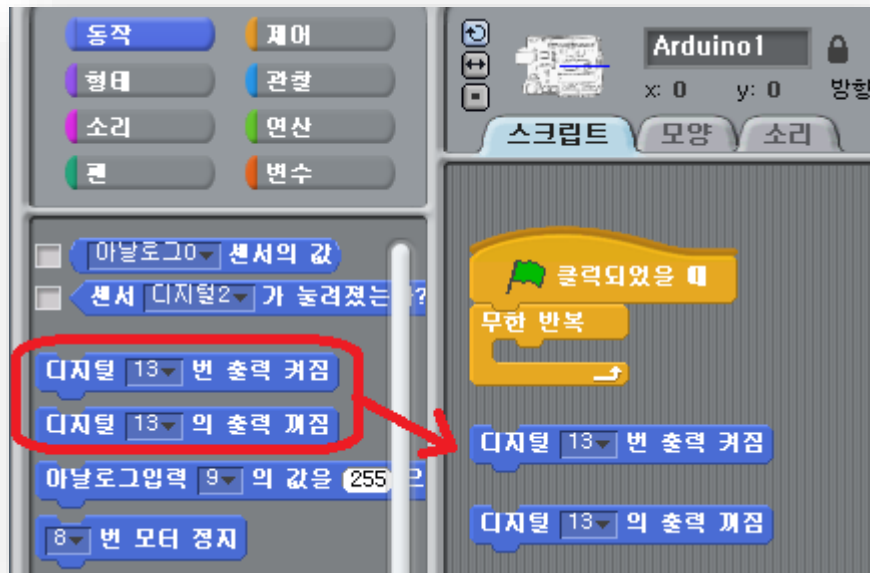 동작
제어
형태
관찰
소리
연산
펜
변수
아날로그0 센서의 값
센서 디지털2 가 눌려졌는 ?
디지털 13 번 출력 켜짐
디지털 13 의 출력 꺼짐
아날로그입력 9 의 값을 255
8 번 모터 정지
Arduino1
x: 0 y: 0 방향
스크립트 모양 소리
클릭되었을
무한 반복
디지털 13 번 출력 켜짐
디지털 13 의 출력 꺼짐